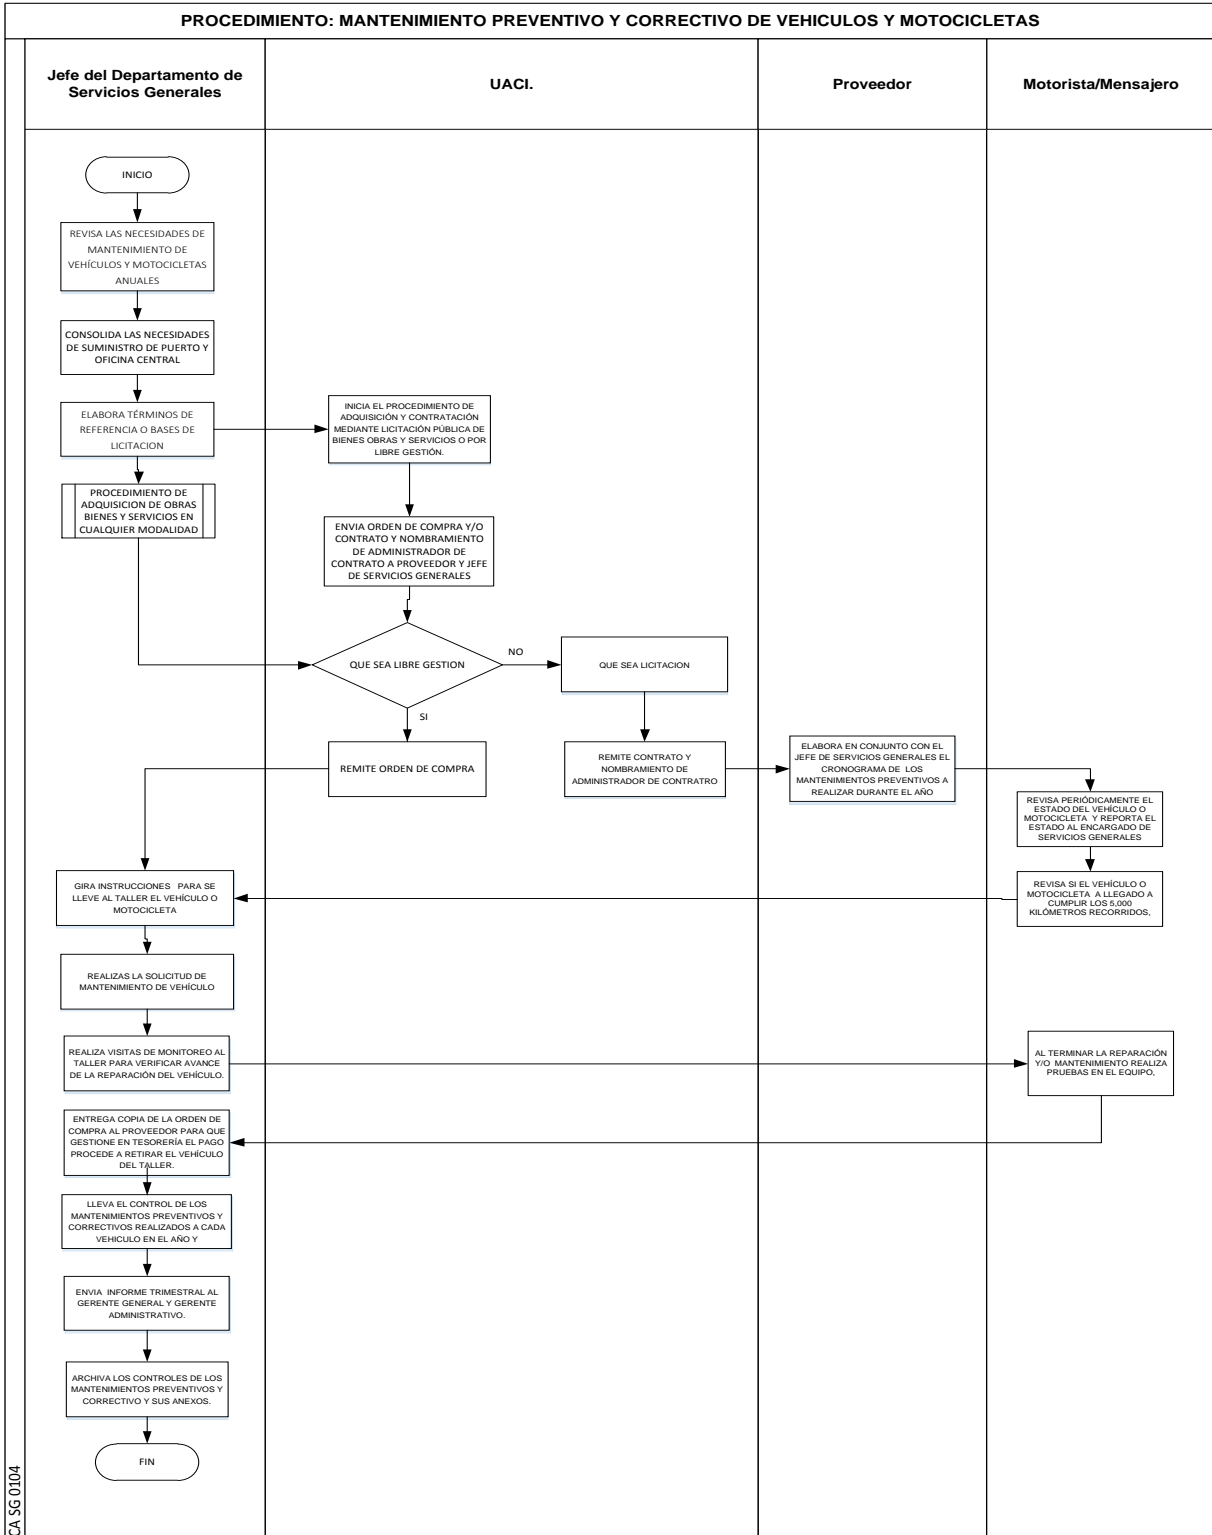 PROCEDIMIENTO: MANTENIMIENTO PREVENTIVO Y CORRECTIVO DE VEHICULOS Y MOTOCICLETAS
Jefe del Departamento de
Servicios Generales
UACI.
Proveedor
Motorista/Mensajero
INICIO
REVISA LAS NECESIDADES DE
MANTENIMIENTO DE
VEHÍCULOS Y MOTOCICLETAS
ANUALES
CONSOLIDA LAS NECESIDADES
DE SUMINISTRO DE PUERTO Y
OFICINA CENTRAL
ELABORA TÉRMINOS DE
REFERENCIA O BASES DE
LICITACION
INICIA EL PROCEDIMIENTO DE
ADQUISICIÓN Y CONTRATACIÓN
MEDIANTE LICITACIÓN PÚBLICA DE
BIENES OBRAS Y SERVICIOS O POR
LIBRE GESTIÓN.
PROCEDIMIENTO DE
ADQUISICION DE OBRAS
BIENES Y SERVICIOS EN
CUALQUIER MODALIDAD
ENVIA ORDEN DE COMPRA Y/O
CONTRATO Y NOMBRAMIENTO
DE ADMINISTRADOR DE
CONTRATO A PROVEEDOR Y JEFE
DE SERVICIOS GENERALES
QUE SEA LIBRE GESTION
NO
QUE SEA LICITACION
SI
REMITE ORDEN DE COMPRA
REMITE CONTRATO Y
NOMBRAMIENTO DE
ADMINISTRADOR DE CONTRATRO
ELABORA EN CONJUNTO CON EL
JEFE DE SERVICIOS GENERALES EL
CRONOGRAMA DE LOS
MANTENIMIENTOS PREVENTIVOS A
REALIZAR DURANTE EL AÑO
REVISA PERIÓDICAMENTE EL
ESTADO DEL VEHÍCULO O
MOTOCICLETA Y REPORTA EL
ESTADO AL ENCARGADO DE
SERVICIOS GENERALES
REVISA SI EL VEHÍCULO O
MOTOCICLETA A LLEGADO A
CUMPLIR LOS 5,000
KILÓMETROS RECORRIDOS,
GIRA INSTRUCCIONES PARA SE
LLEVE AL TALLER EL VEHÍCULO O
MOTOCICLETA
REALIZAS LA SOLICITUD DE
MANTENIMIENTO DE VEHÍCULO
REALIZA VISITAS DE MONITOREO AL
TALLER PARA VERIFICAR AVANCE
DE LA REPARACIÓN DEL VEHÍCULO.
AL TERMINAR LA REPARACIÓN
Y/O MANTENIMIENTO REALIZA
PRUEBAS EN EL EQUIPO,
ENTREGA COPIA DE LA ORDEN DE
COMPRA AL PROVEEDOR PARA QUE
GESTIONE EN TESORERÍA EL PAGO
PROCEDE A RETIRAR EL VEHÍCULO
DEL TALLER.
LLEVA EL CONTROL DE LOS
MANTENIMIENTOS PREVENTIVOS Y
CORRECTIVOS REALIZADOS A CADA
VEHICULO EN EL AÑO Y
ENVIA INFORME TRIMESTRAL AL
GERENTE GENERAL Y GERENTE
ADMINISTRATIVO.
ARCHIVA LOS CONTROLES DE LOS
MANTENIMIENTOS PREVENTIVOS Y
CORRECTIVO Y SUS ANEXOS.
FIN
CA SG 0104